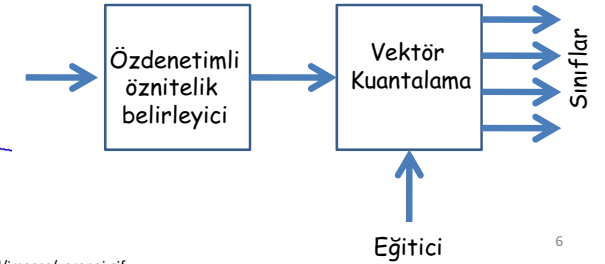 Özdenetimli
öznitelik
belirleyici
Vektör
Kuantalama
Sınıflar
Eğitici
6